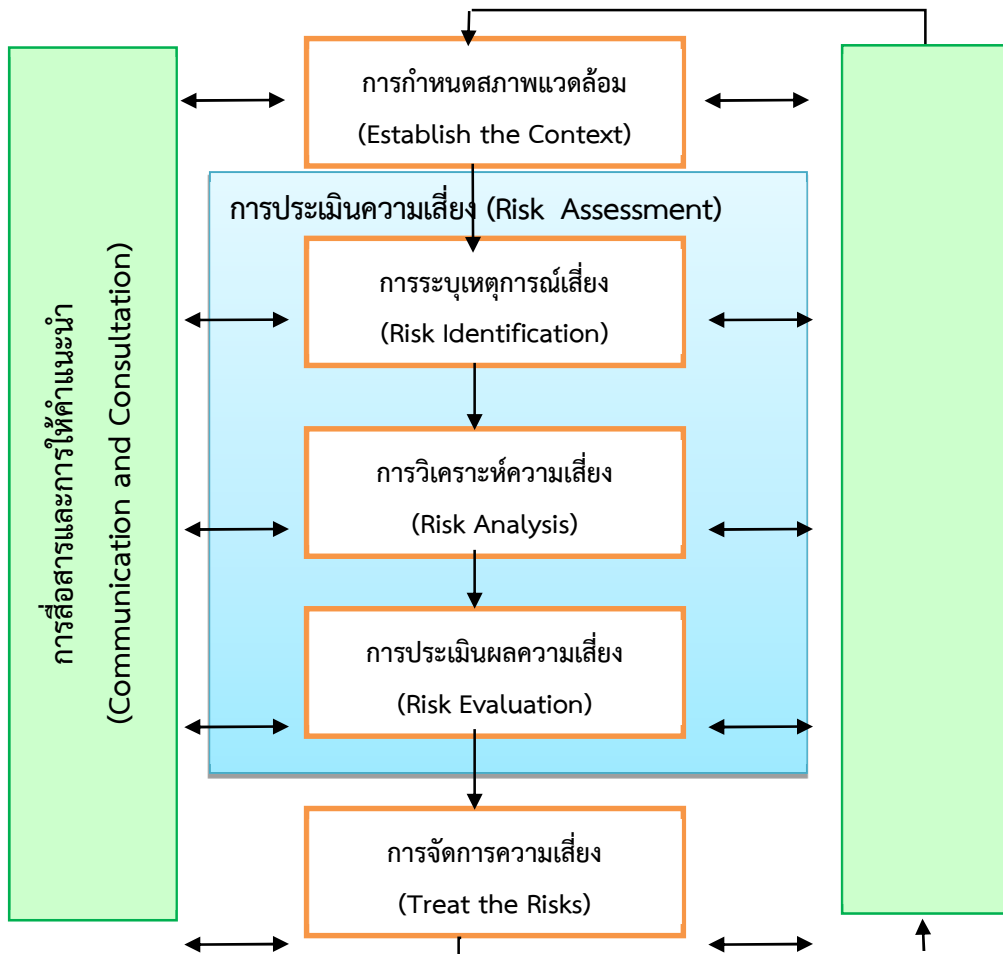 การกำหนดสภาพแวดล้อม
(Establish the Context)
การประเมินความเสี่ยง (Risk Assessment)
การระบุเหตุการณ์เสี่ยง
(Risk Identification)
การวิเคราะห์ความเสี่ยง
(Risk Analysis)
การประเมินผลความเสี่ยง
(Risk Evaluation)
การจัดการความเสี่ยง
(Treat the Risks)
การสื่อสารและการให้คำแนะนำ
(Communication and Consultation)